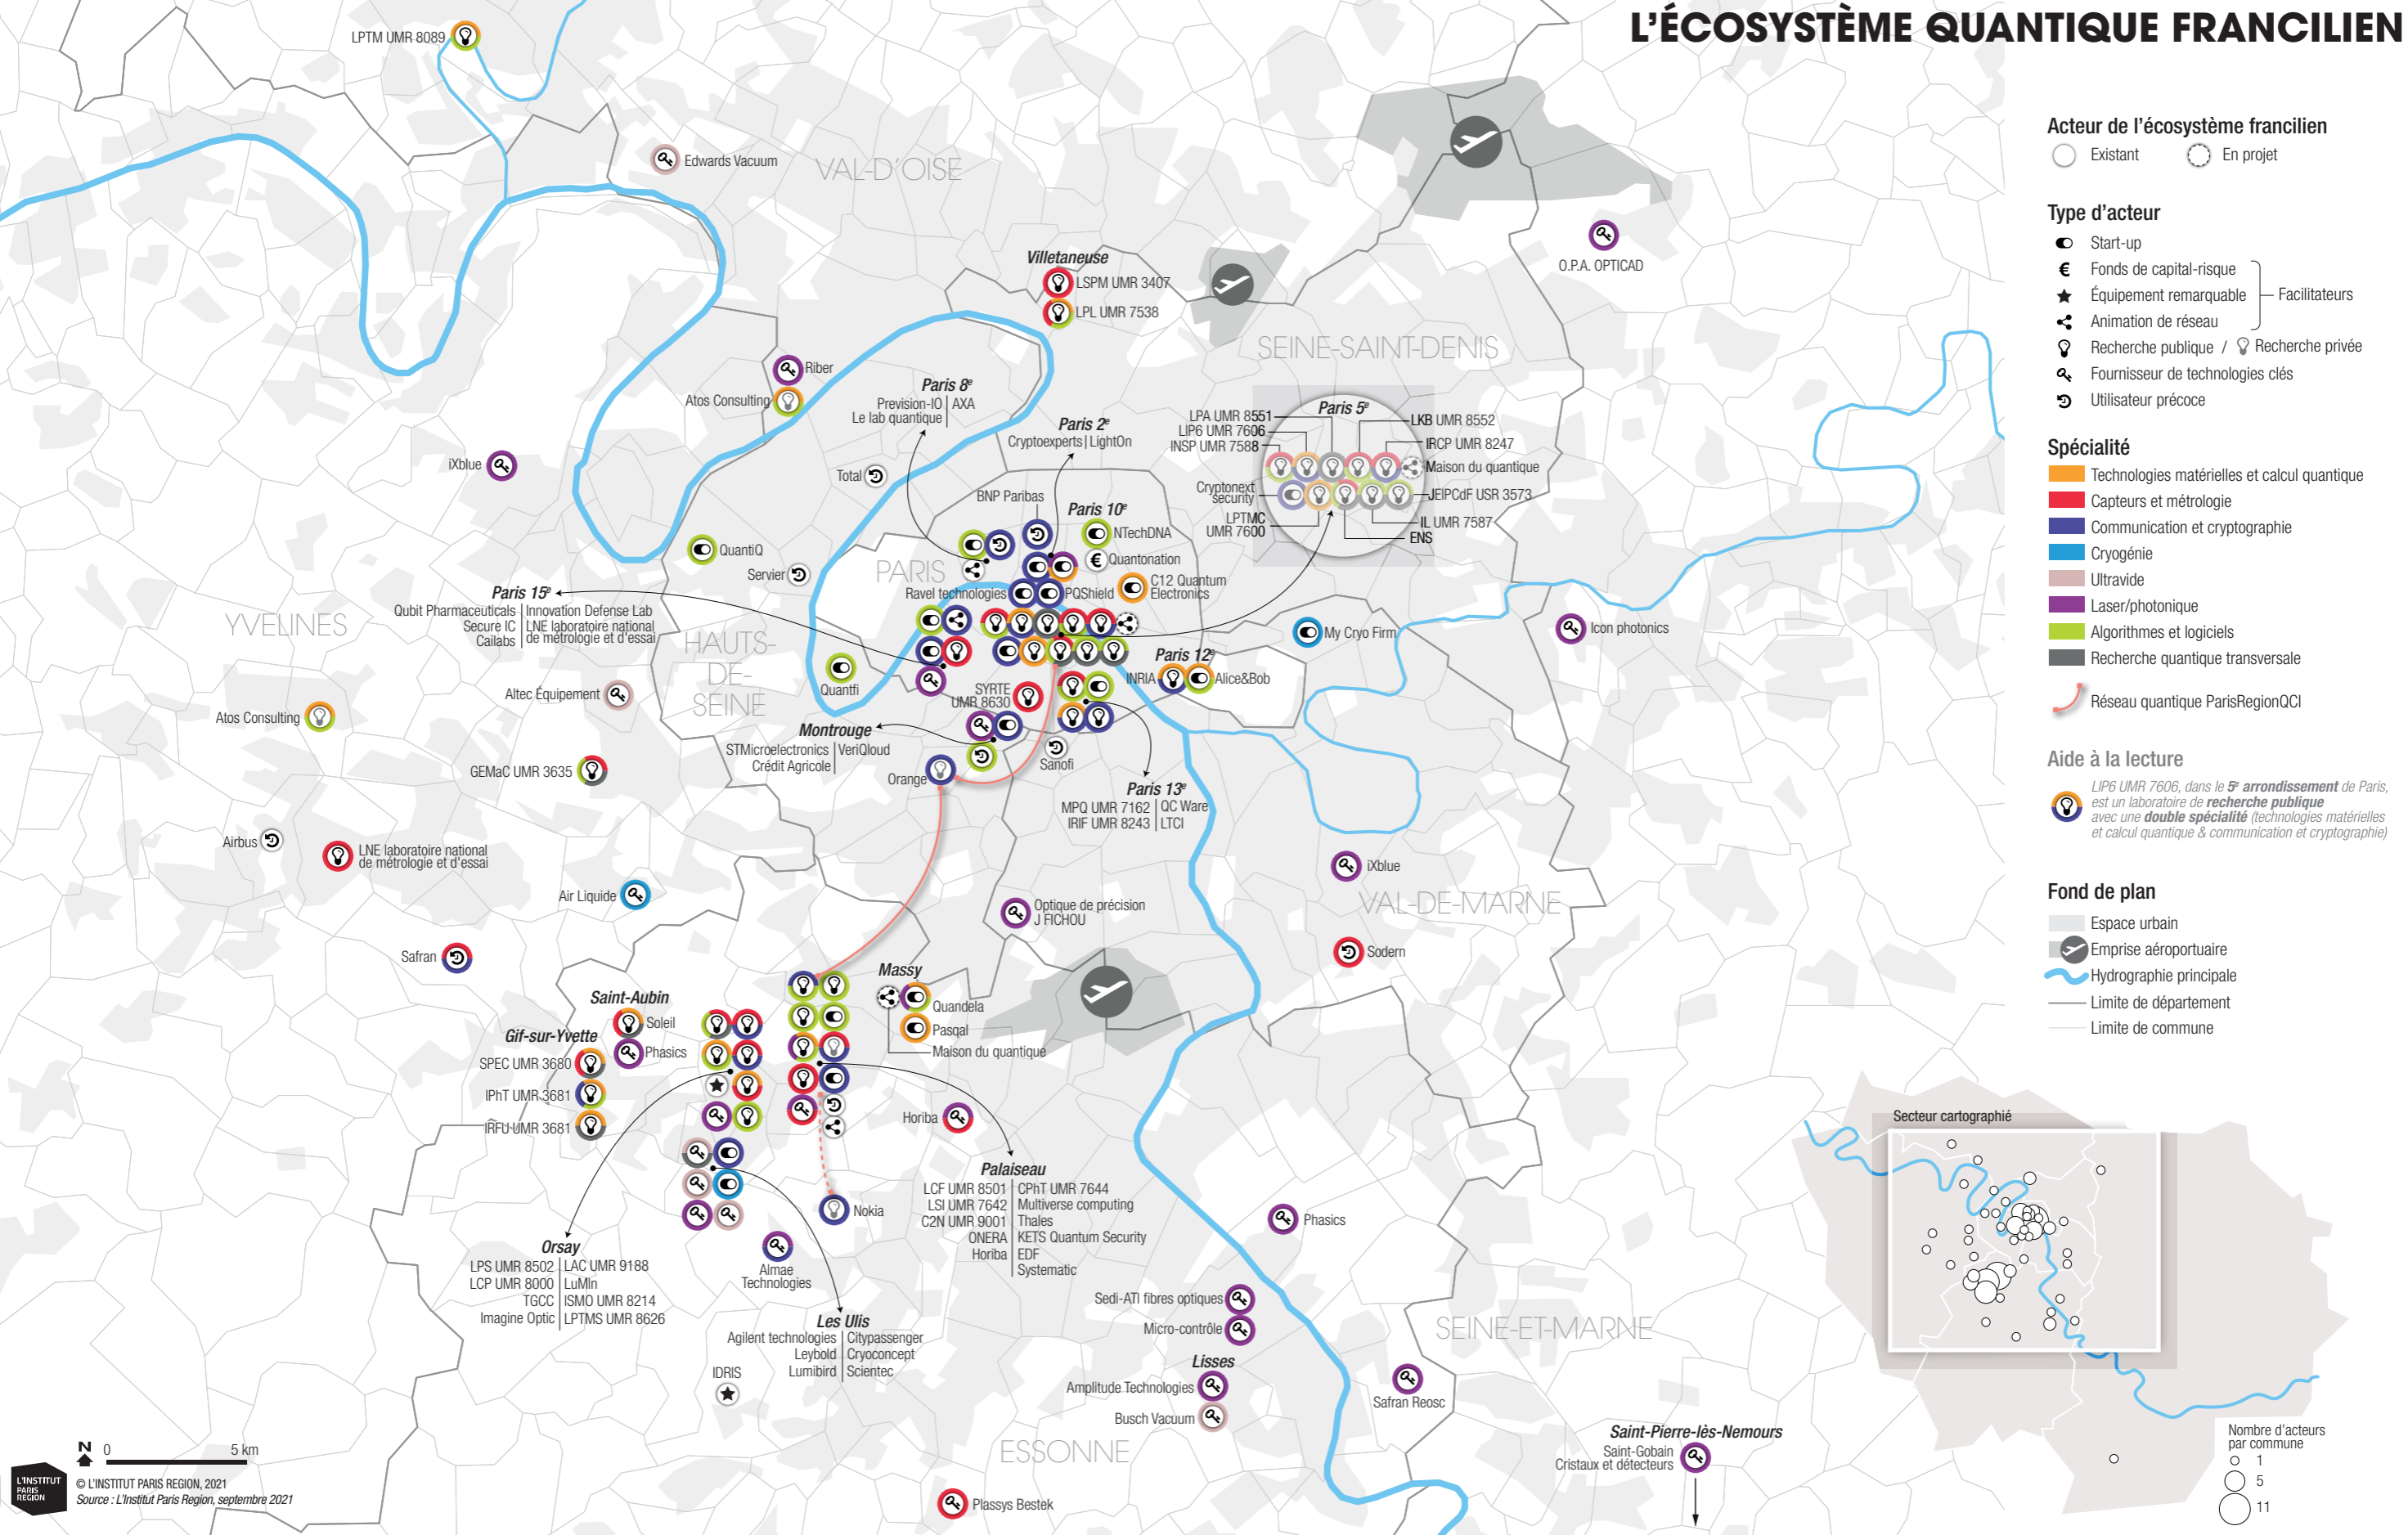 L'ÉCOSYSTÈME QUANTIQUE FRANCILIEN
LPTM UMR 8089
Edwards Vacuum
VAL-D'OISE
O.P.A. OPTICAD
Villetaneuse
LSPM UMR 3407
LPL UMR 7538
SEINE-SAINT-DENIS
Riber
Atos Consulting
iXblue
Total
Paris 8e
Prevision-IO | AXA
Le lab quantique
Paris 2e
Cryptoexperts | LightOn
BNP Paribas
Paris 10e
NTechDNA
Quantonation
C12 Quantum
Electronics
Paris 5e
LPA UMR 8551
LIP6 UMR 7606
INSP UMR 7588
LKB UMR 8552
IRCP UMR 8247
Maison du quantique
Cryptonext
security
JEIPCdF USR 3573
LPTMC
UMR 7600
IL UMR 7587
ENS
QuantiQ
Servier
PARIS
Ravel technologies
PQShield
Paris 15e
Qubit Pharmaceuticals | Innovation Defense Lab
Secure IC | LNE laboratoire national
Cailabs | de métrologie et d'essai
YVELINES
HAUTS-
DE-
SEINE
My Cryo Firm
Icon photonics
Paris 12e
INRIA
Alice&Bob
Quantfi
Altec Équipement
SYRTE
UMR 8630
Atos Consulting
Montrouge
STMicroelectronics | VeriQloud
Crédit Agricole
Sanofi
Orange
GEMaC UMR 3635
Paris 13e
MPQ UMR 7162 | QC Ware
IRIF UMR 8243 | LTCI
Airbus
LNE laboratoire national
de métrologie et d'essai
iXblue
Air Liquide
VAL-DE-MARNE
Optique de précision
J FICHOU
Safran
Sodern
Massy
Quandela
Pasqal
Maison du quantique
Saint-Aubin
Soleil
Phasics
Gif-sur-Yvette
SPEC UMR 3680
IPhT UMR 3681
IRFU UMR 3681
Horiba
Palaiseau
LCF UMR 8501 | CPhT UMR 7644
LSI UMR 7642 | Multiverse computing
C2N UMR 9001 | Thales
ONERA | KETS Quantum Security
Horiba | EDF
Systematic
Nokia
Phasics
Orsay
LPS UMR 8502 | LAC UMR 9188
LCP UMR 8000 | LuMIn
TGCC | ISMO UMR 8214
Imagine Optic | LPTMS UMR 8626
Almae
Technologies
Les Ulis
Agilent technologies | Citypassenger
Leybold | Cryoconcept
Lumibird | Scientec
Sedi-ATI fibres optiques
Micro-contrôle
SEINE-ET-MARNE
IDRIS
Lisses
Amplitude Technologies
Busch Vacuum
Safran Reosc
ESSONNE
Saint-Pierre-lès-Nemours
Saint-Gobain
Cristaux et détecteurs
Plassys Bestek
N
0 5 km
L'INSTITUT
PARIS
REGION
© L'INSTITUT PARIS REGION, 2021
Source : L'Institut Paris Region, septembre 2021
Acteur de l'écosystème francilien
Existant
En projet
Type d'acteur
Start-up
€ Fonds de capital-risque
Équipement remarquable
Facilitateurs
Animation de réseau
Recherche publique / Recherche privée
Fournisseur de technologies clés
Utilisateur précoce
Spécialité
Technologies matérielles et calcul quantique
Capteurs et métrologie
Communication et cryptographie
Cryogénie
Ultravide
Laser/photonique
Algorithmes et logiciels
Recherche quantique transversale
Réseau quantique ParisRegionQCI
Aide à la lecture
LIP6 UMR 7606, dans le 5e arrondissement de Paris,
est un laboratoire de recherche publique
avec une double spécialité (technologies matérielles
et calcul quantique & communication et cryptographie)
Fond de plan
Espace urbain
Emprise aéroportuaire
Hydrographie principale
Limite de département
Limite de commune
Secteur cartographié
Nombre d'acteurs
par commune
1
5
11